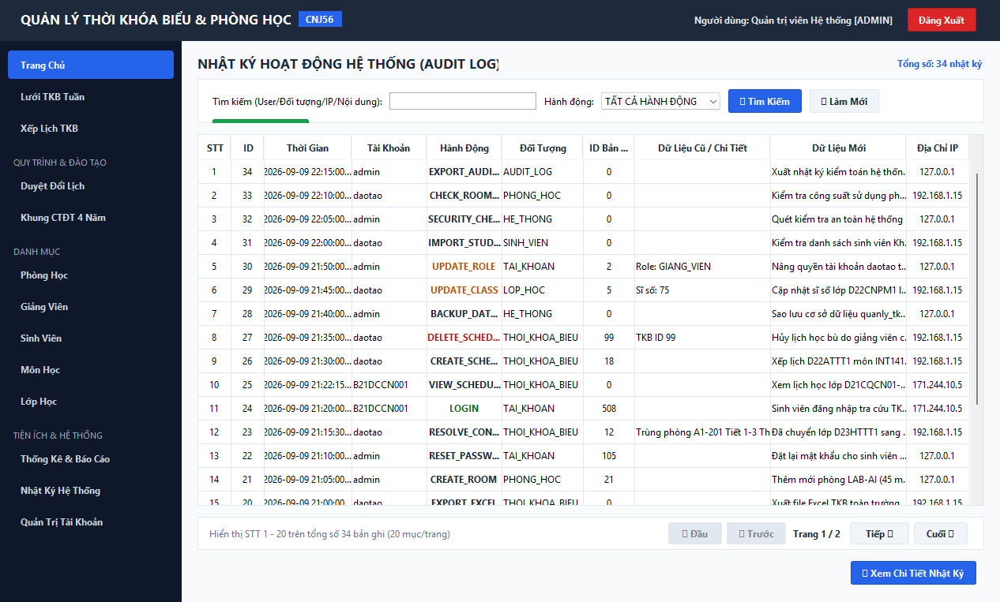 QUẢN LÝ THỜI KHÓA BIỂU & PHÒNG HỌC CNJ56 Người dùng: Quản trị viên Hệ thống [ADMIN] Đăng Xuất
Trang Chủ
Lưới TKB Tuần
Xếp Lịch TKB
QUY TRÌNH & ĐÀO TẠO
Duyệt Đổi Lịch
Khung CTĐT 4 Năm
DANH MỤC
Phòng Học
Giảng Viên
Sinh Viên
Môn Học
Lớp Học
TIỆN ÍCH & HỆ THỐNG
Thống Kê & Báo Cáo
Nhật Ký Hệ Thống
Quản Trị Tài Khoản
NHẬT KÝ HOẠT ĐỘNG HỆ THỐNG (AUDIT LOG) Tổng số: 34 nhật ký
Tìm kiếm (User/Đối tượng/IP/Nội dung): Hành động: TẤT CẢ HÀNH ĐỘNG Tìm Kiếm Làm Mới
STT ID Thời Gian Tài Khoản Hành Động Đối Tượng ID Bản ... Dữ Liệu Cũ / Chi Tiết Dữ Liệu Mới Địa Chỉ IP
1 34 2026-09-09 22:15:00... admin EXPORT_AUDI... AUDIT_LOG 0 Xuất nhật ký kiểm toán hệ thốn... 127.0.0.1
2 33 2026-09-09 22:10:00... daotao CHECK_ROOM... PHONG_HOC 0 Kiểm tra công suất sử dụng ph... 192.168.1.15
3 32 2026-09-09 22:05:00... admin SECURITY_CHE... HE_THONG 0 Quét kiểm tra an toàn hệ thống 127.0.0.1
4 31 2026-09-09 22:00:00... daotao IMPORT_STUD... SINH_VIEN 0 Kiểm tra danh sách sinh viên Kh... 192.168.1.15
5 30 2026-09-09 21:50:00... admin UPDATE_ROLE TAI_KHOAN 2 Role: GIANG_VIEN Nâng quyền tài khoản daotao t... 127.0.0.1
6 29 2026-09-09 21:45:00... daotao UPDATE_CLASS LOP_HOC 5 Sĩ số: 75 Cập nhật sĩ số lớp D22CNPM1 l... 192.168.1.15
7 28 2026-09-09 21:40:00... admin BACKUP_DAT... HE_THONG 0 Sao lưu cơ sở dữ liệu quanly_tk... 127.0.0.1
8 27 2026-09-09 21:35:00... daotao DELETE_SCHED... THOI_KHOA_BIEU 99 TKB ID 99 Hủy lịch học bù do giảng viên c... 192.168.1.15
9 26 2026-09-09 21:30:00... daotao CREATE_SCHE... THOI_KHOA_BIEU 18 Xếp lịch D22ATTT1 môn INT141... 192.168.1.15
10 25 2026-09-09 21:22:15... B21DCCN001 VIEW_SCHEDU... THOI_KHOA_BIEU 0 Xem lịch học lớp D21CQCN01-... 171.244.10.5
11 24 2026-09-09 21:20:00... B21DCCN001 LOGIN TAI_KHOAN 508 Sinh viên đăng nhập tra cứu TK... 171.244.10.5
12 23 2026-09-09 21:15:30... daotao RESOLVE_CON... THOI_KHOA_BIEU 12 Trùng phòng A1-201 Tiết 1-3 Th Đã chuyển lớp D23HTTT1 sang ... 192.168.1.15
13 22 2026-09-09 21:10:00... admin RESET_PASSW... TAI_KHOAN 105 Đặt lại mật khẩu cho sinh viên ... 127.0.0.1
14 21 2026-09-09 21:05:00... admin CREATE_ROOM PHONG_HOC 21 Thêm mới phòng LAB-AI (45 m... 127.0.0.1
15 20 2026-09-09 21:00:00... daotao EXPORT_EXCEL THOI_KHOA_BIEU 0 Xuất file Excel TKB toàn trường... 192.168.1.15
Hiển thị STT 1 - 20 trên tổng số 34 bản ghi (20 mục/trang) Đầu Trước Trang 1 / 2 Tiếp Cuối
Xem Chi Tiết Nhật Ký